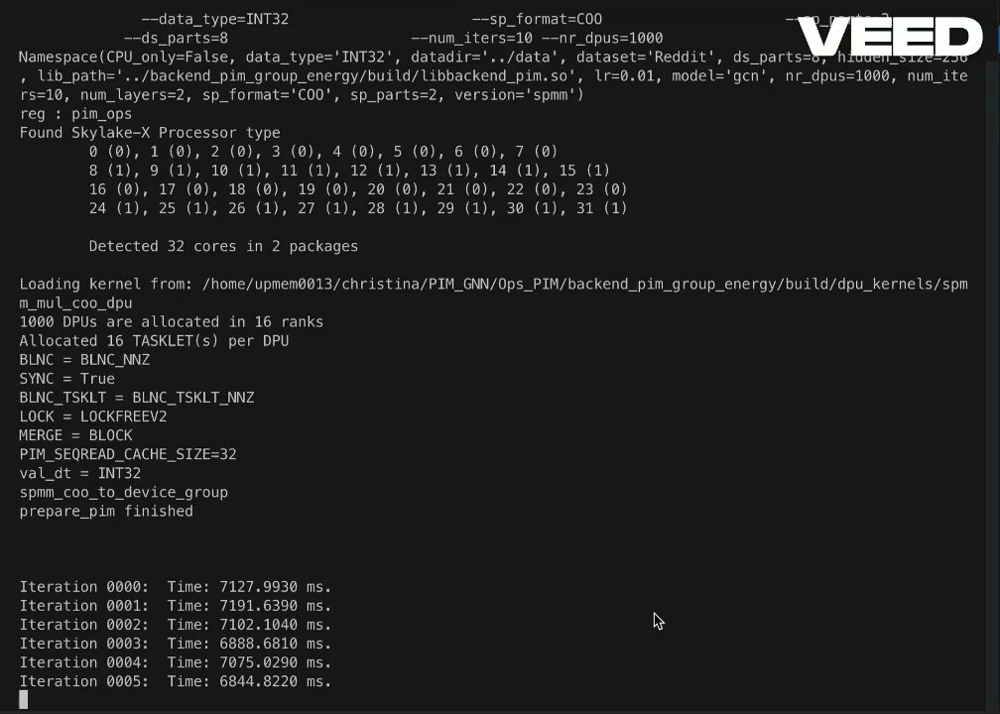 --data_type=INT32 --sp_format=COO
--ds_parts=8 --num_iters=10 --nr_dpus=1000
VEED
Namespace(CPU_only=False, data_type='INT32', datadir='../data', dataset='Reddit', ds_parts=8, hidden_size=256
, lib_path='../backend_pim_group_energy/build/libbackend_pim.so', lr=0.01, model='gcn', nr_dpus=1000, num_ite
rs=10, num_layers=2, sp_format='COO', sp_parts=2, version='spmm')
reg : pim_ops
Found Skylake-X Processor type
0 (0), 1 (0), 2 (0), 3 (0), 4 (0), 5 (0), 6 (0), 7 (0)
8 (1), 9 (1), 10 (1), 11 (1), 12 (1), 13 (1), 14 (1), 15 (1)
16 (0), 17 (0), 18 (0), 19 (0), 20 (0), 21 (0), 22 (0), 23 (0)
24 (1), 25 (1), 26 (1), 27 (1), 28 (1), 29 (1), 30 (1), 31 (1)
Detected 32 cores in 2 packages
Loading kernel from: /home/upmem0013/christina/PIM_GNN/Ops_PIM/backend_pim_group_energy/build/dpu_kernels/spm
m_mul_coo_dpu
1000 DPUs are allocated in 16 ranks
Allocated 16 TASKLET(s) per DPU
BLNC = BLNC_NNZ
SYNC = True
BLNC_TSKLT = BLNC_TSKLT_NNZ
LOCK = LOCKFREEV2
MERGE = BLOCK
PIM_SEQREAD_CACHE_SIZE=32
val_dt = INT32
spmm_coo_to_device_group
prepare_pim finished
Iteration 0000: Time: 7127.9930 ms.
Iteration 0001: Time: 7191.6390 ms.
Iteration 0002: Time: 7102.1040 ms.
Iteration 0003: Time: 6888.6810 ms.
Iteration 0004: Time: 7075.0290 ms.
Iteration 0005: Time: 6844.8220 ms.